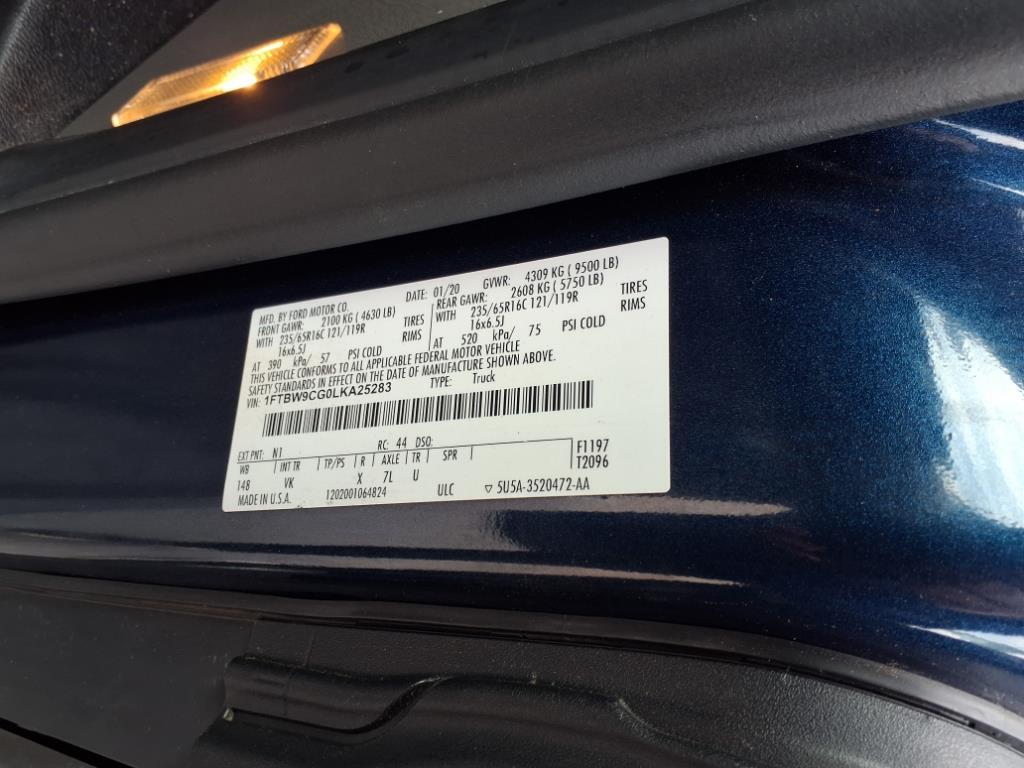 MFD. BY FORD MOTOR CO.
DATE: 01/20 GVWR: 4309 KG ( 9500 LB)
FRONT GAWR: 2100 KG ( 4630 LB)
WITH 235/65R16C 121/119R TIRES
16x6.5J RIMS
AT 390 kPa/ 57 PSI COLD
REAR GAWR: 2608 KG ( 5750 LB)
WITH 235/65R16C 121/119R TIRES
16x6.5J RIMS
AT 520 kPa/ 75 PSI COLD
THIS VEHICLE CONFORMS TO ALL APPLICABLE FEDERAL MOTOR VEHICLE
SAFETY STANDARDS IN EFFECT ON THE DATE OF MANUFACTURE SHOWN ABOVE.
VIN: 1FTBW9CG0LKA25283 TYPE: Truck
EXT PNT: N1 RC: 44 DSO: F1197
WB INT TR TP/PS R AXLE TR SPR T2096
148 VK X 7L U
MADE IN U.S.A. 1202001064824 ULC ▽ 5U5A-3520472-AA